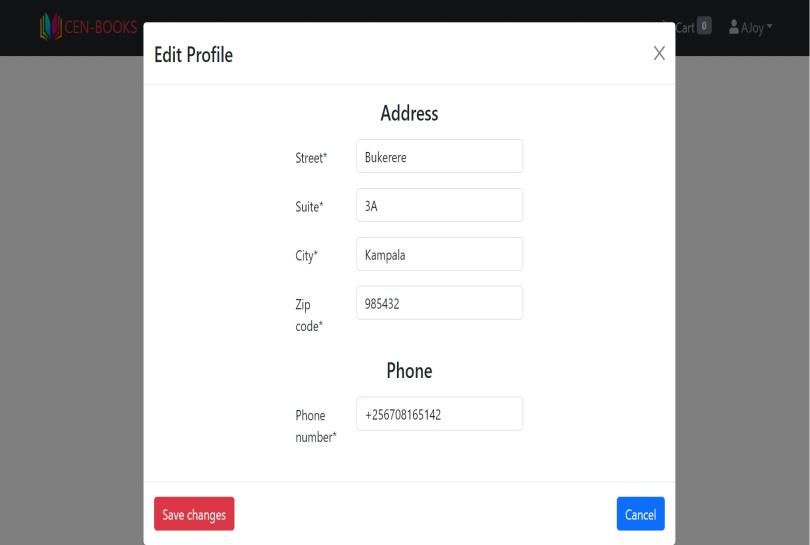 CEN-BOOKS Cart 0 AJoy
Edit Profile X
Address
Street* Bukerere
Suite* 3A
City* Kampala
Zip code* 985432
Phone
Phone number* +256708165142
Save changes Cancel